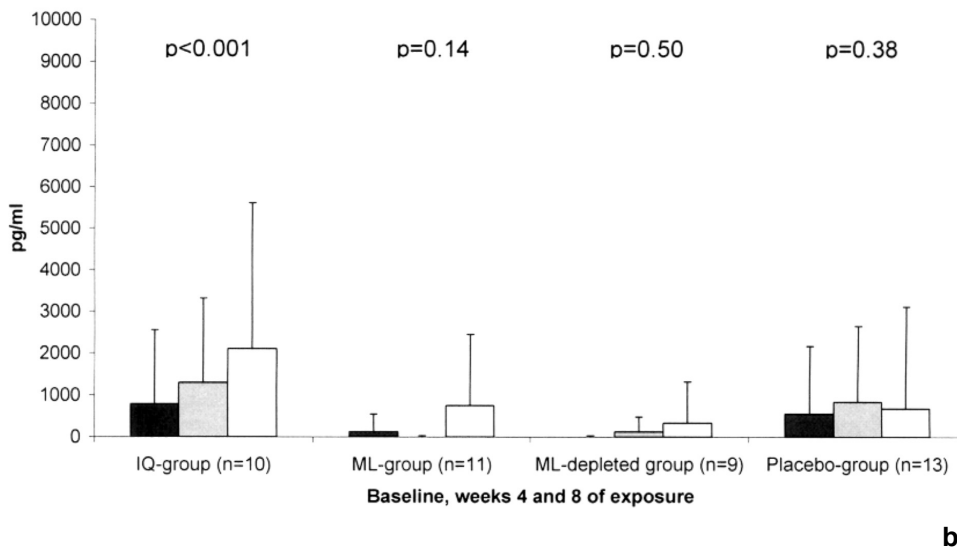 10000
9000
8000
7000
6000
5000
4000
3000
2000
1000
0
pg/ml
p<0.001 p=0.14 p=0.50 p=0.38
IQ-group (n=10) ML-group (n=11) ML-depleted group (n=9) Placebo-group (n=13)
Baseline, weeks 4 and 8 of exposure
b